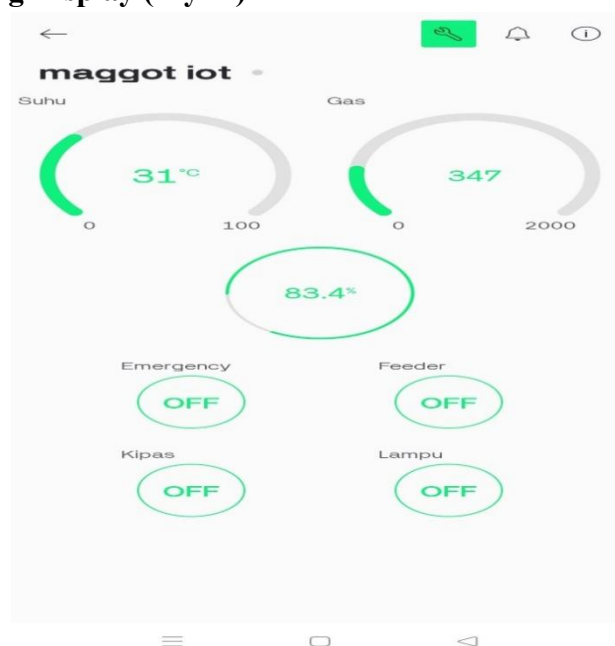 maggot iot
Suhu Gas
31°C 347
0 100 0 2000
83.4%
Emergency Feeder
OFF OFF
Kipas Lampu
OFF OFF